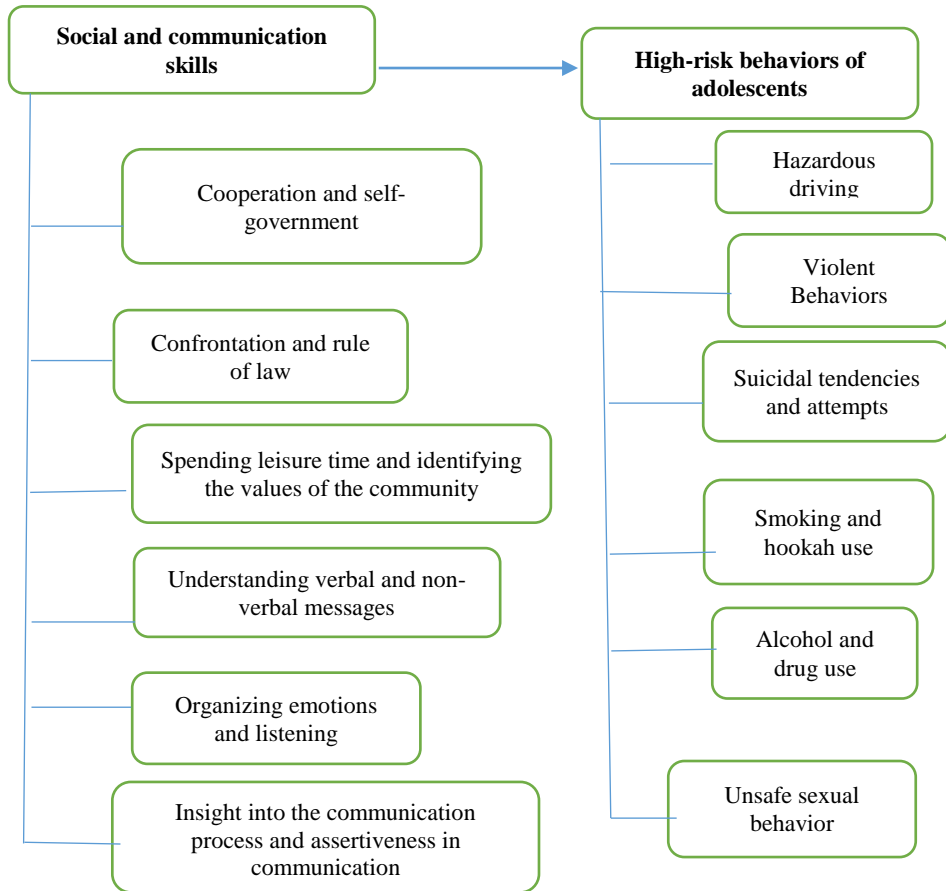 Social and communication
skills
High-risk behaviors of
adolescents
Cooperation and self-
government
Confrontation and rule
of law
Spending leisure time and identifying
the values of the community
Understanding verbal and non-
verbal messages
Organizing emotions
and listening
Insight into the communication
process and assertiveness in
communication
Hazardous
driving
Violent
Behaviors
Suicidal tendencies
and attempts
Smoking and
hookah use
Alcohol and
drug use
Unsafe sexual
behavior